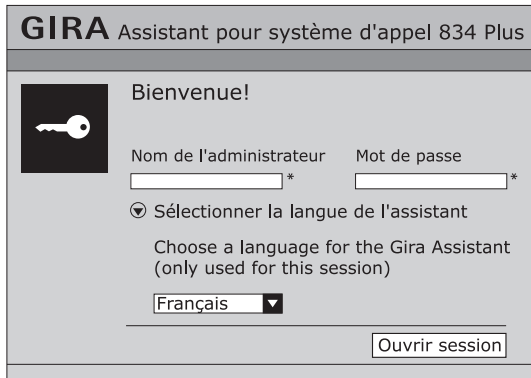 GIRA Assistant pour système d'appel 834 Plus
Bienvenue!
Nom de l'administrateur Mot de passe
* *
Sélectionner la langue de l'assistant
Choose a language for the Gira Assistant
(only used for this session)
Français
Ouvrir session